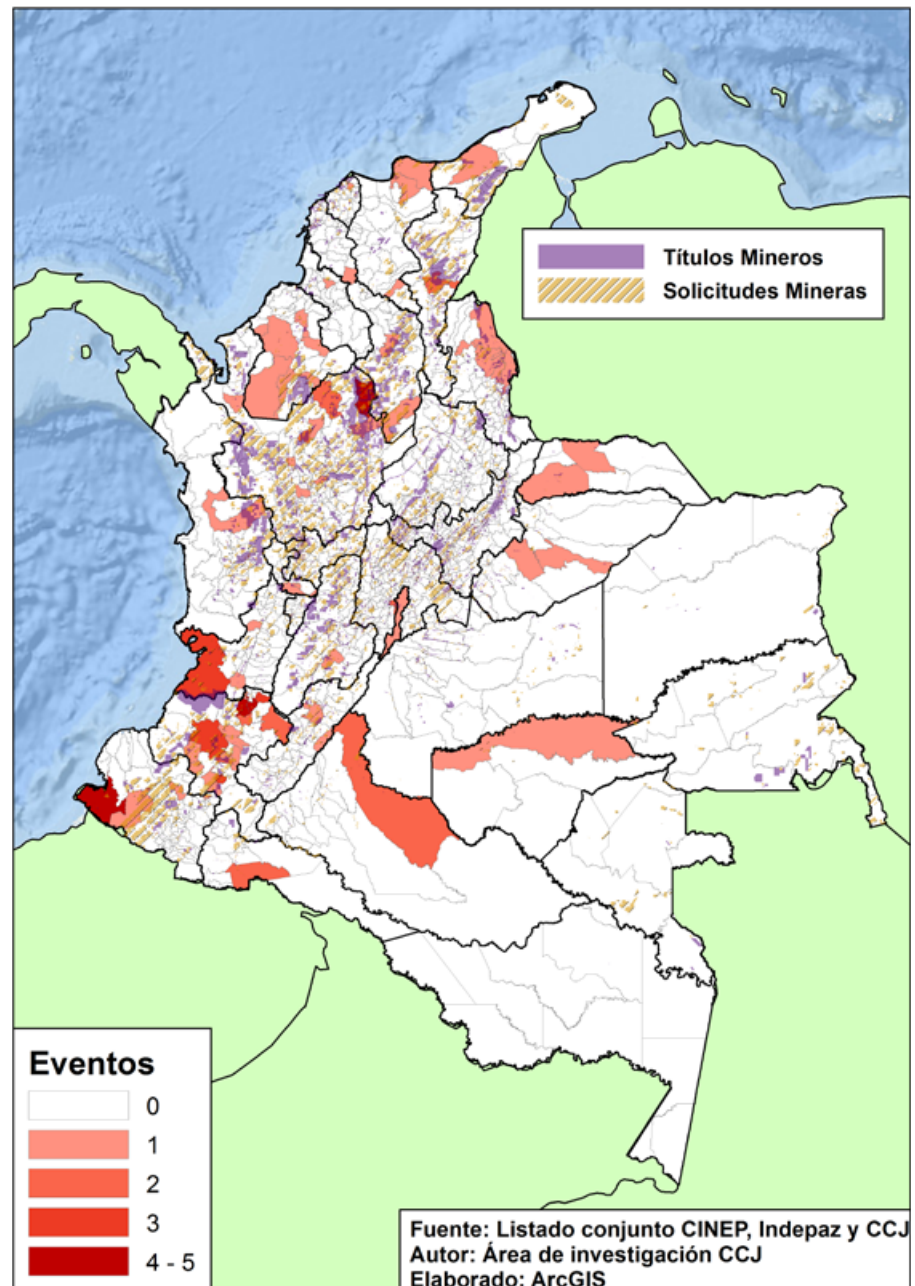 Títulos Mineros
Solicitudes Mineras
Eventos
0
1
2
3
4 - 5
Fuente: Listado conjunto CINEP, Indepaz y CCJ
Autor: Área de investigación CCJ
Elaborado: ArcGIS